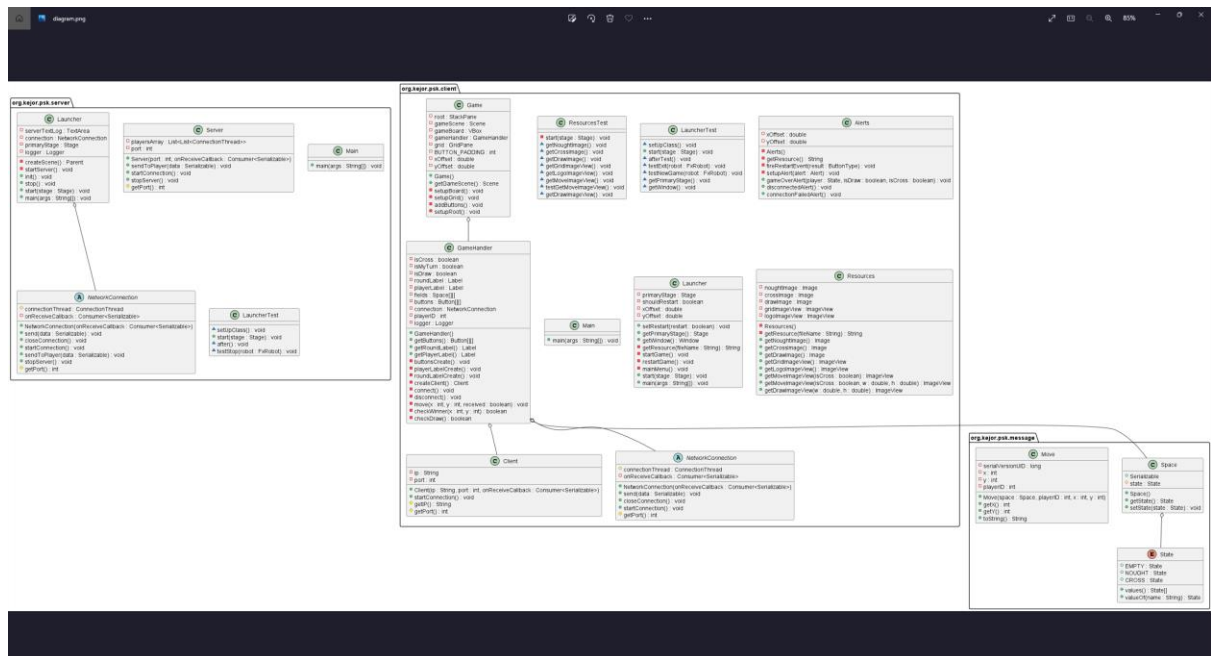 diagram.png
85%
org.kejor.psk.server
C Launcher
serverTextLog : TextArea
connection : NetworkConnection
primaryStage : Stage
logger : Logger
createScene() : Parent
startServer() : void
init() : void
stop() : void
start(stage : Stage) : void
main(args : String[]) : void
C Server
playersArray : List<List<ConnectionThread>>
port : int
Server(port : int, onReceiveCallback : Consumer<Serializable>)
sendToPlayer(data : Serializable) : void
startConnection() : void
stopServer() : void
getPort() : int
C Main
main(args : String[]) : void
A NetworkConnection
connectionThread : ConnectionThread
onReceiveCallback : Consumer<Serializable>
NetworkConnection(onReceiveCallback : Consumer<Serializable>)
send(data : Serializable) : void
closeConnection() : void
startConnection() : void
sendToPlayer(data : Serializable) : void
stopServer() : void
getPort() : int
C LauncherTest
setUpClass() : void
start(stage : Stage) : void
after() : void
testStop(robot : FxRobot) : void
org.kejor.psk.client
C Game
root : StackPane
gameScene : Scene
gameBoard : VBox
gameHandler : GameHandler
grid : GridPane
BUTTON_PADDING : int
xOffset : double
yOffset : double
Game()
getGameScene() : Scene
setupBoard() : void
setupGrid() : void
addButtons() : void
setupRoot() : void
C ResourcesTest
start(stage : Stage) : void
getNoughtImage() : void
getCrossImage() : void
getDrawImage() : void
getGridImageView() : void
getLogoImageView() : void
getMoveImageView() : void
testGetMoveImageView() : void
getDrawImageView() : void
C LauncherTest
setUpClass() : void
start(stage : Stage) : void
afterTest() : void
testExit(robot : FxRobot) : void
testNewGame(robot : FxRobot) : void
getPrimaryStage() : void
getWindow() : void
C Alerts
xOffset : double
yOffset : double
Alerts()
getResource() : String
fireRestartEvent(result : ButtonType) : void
setupAlert(alert : Alert) : void
gameOverAlert(player : State, isDraw : boolean, isCross : boolean) : void
disconnectedAlert() : void
connectionFailedAlert() : void
C GameHandler
isCross : boolean
isMyTurn : boolean
isDraw : boolean
roundLabel : Label
playerLabel : Label
fields : Space[][]
buttons : Button[][]
connection : NetworkConnection
playerID : int
logger : Logger
GameHandler()
getButtons() : Button[][]
getRoundLabel() : Label
getPlayerLabel() : Label
buttonsCreate() : void
playerLabelCreate() : void
roundLabelCreate() : void
createClient() : Client
connect() : void
disconnect() : void
move(x : int, y : int, received : boolean) : void
checkWinner(x : int, y : int) : boolean
checkDraw() : boolean
C Main
main(args : String[]) : void
C Launcher
primaryStage : Stage
shouldRestart : boolean
xOffset : double
yOffset : double
setRestart(restart : boolean) : void
getPrimaryStage() : Stage
getWindow() : Window
getResource(fileName : String) : String
startGame() : void
restartGame() : void
mainMenu() : void
start(stage : Stage) : void
main(args : String[]) : void
C Resources
noughtImage : Image
crossImage : Image
drawImage : Image
gridImageView : ImageView
logoImageView : ImageView
Resources()
getResource(fileName : String) : String
getNoughtImage() : Image
getCrossImage() : Image
getDrawImage() : Image
getGridImageView() : ImageView
getLogoImageView() : ImageView
getMoveImageView(isCross : boolean) : ImageView
getMoveImageView(isCross : boolean, w : double, h : double) : ImageView
getDrawImageView(w : double, h : double) : ImageView
C Client
ip : String
port : int
Client(ip : String, port : int, onReceiveCallback : Consumer<Serializable>)
startConnection() : void
getIP() : String
getPort() : int
A NetworkConnection
connectionThread : ConnectionThread
onReceiveCallback : Consumer<Serializable>
NetworkConnection(onReceiveCallback : Consumer<Serializable>)
send(data : Serializable) : void
closeConnection() : void
startConnection() : void
getPort() : int
org.kejor.psk.message
C Move
serialVersionUID : long
x : int
y : int
playerID : int
Move(space : Space, playerID : int, x : int, y : int)
getX() : int
getY() : int
toString() : String
C Space
Serializable
state : State
Space()
getState() : State
setState(state : State) : void
E State
EMPTY : State
NOUGHT : State
CROSS : State
values() : State[]
valueOf(name : String) : State